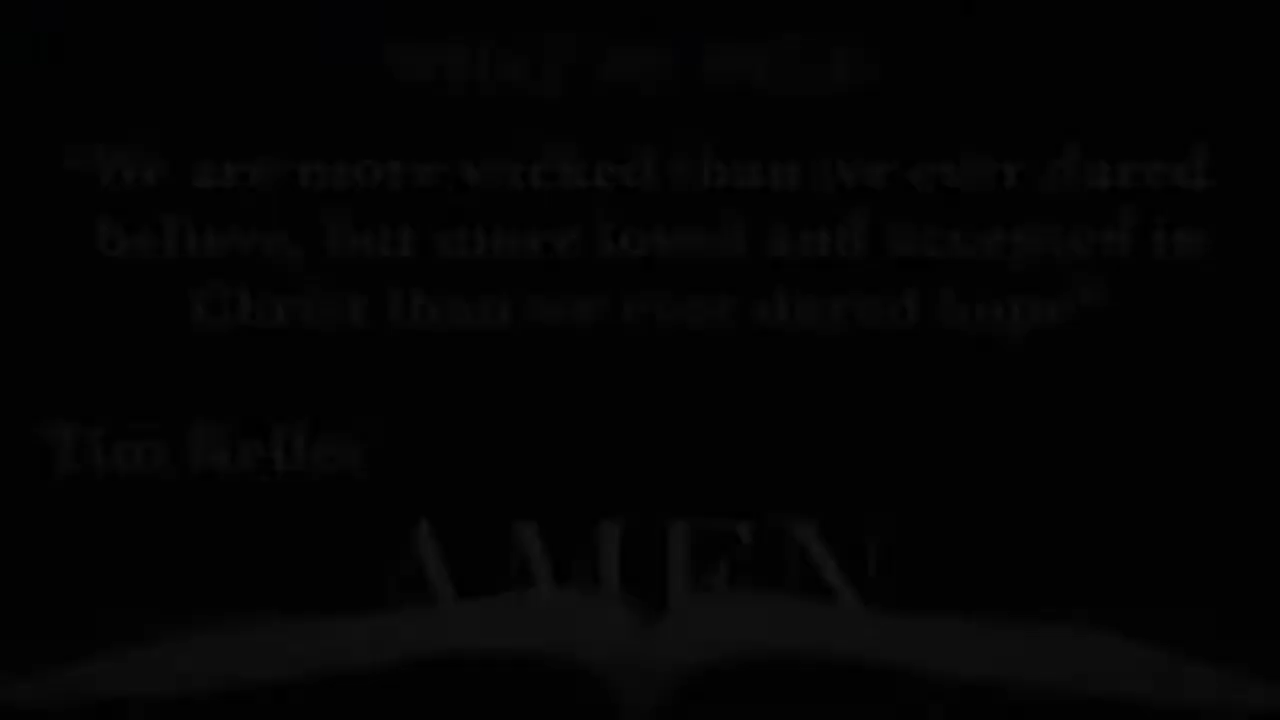 "We are more wicked than we ever dared
believe, but more loved and accepted in
Christ than we ever dared hope"
Tim Keller
AMEN